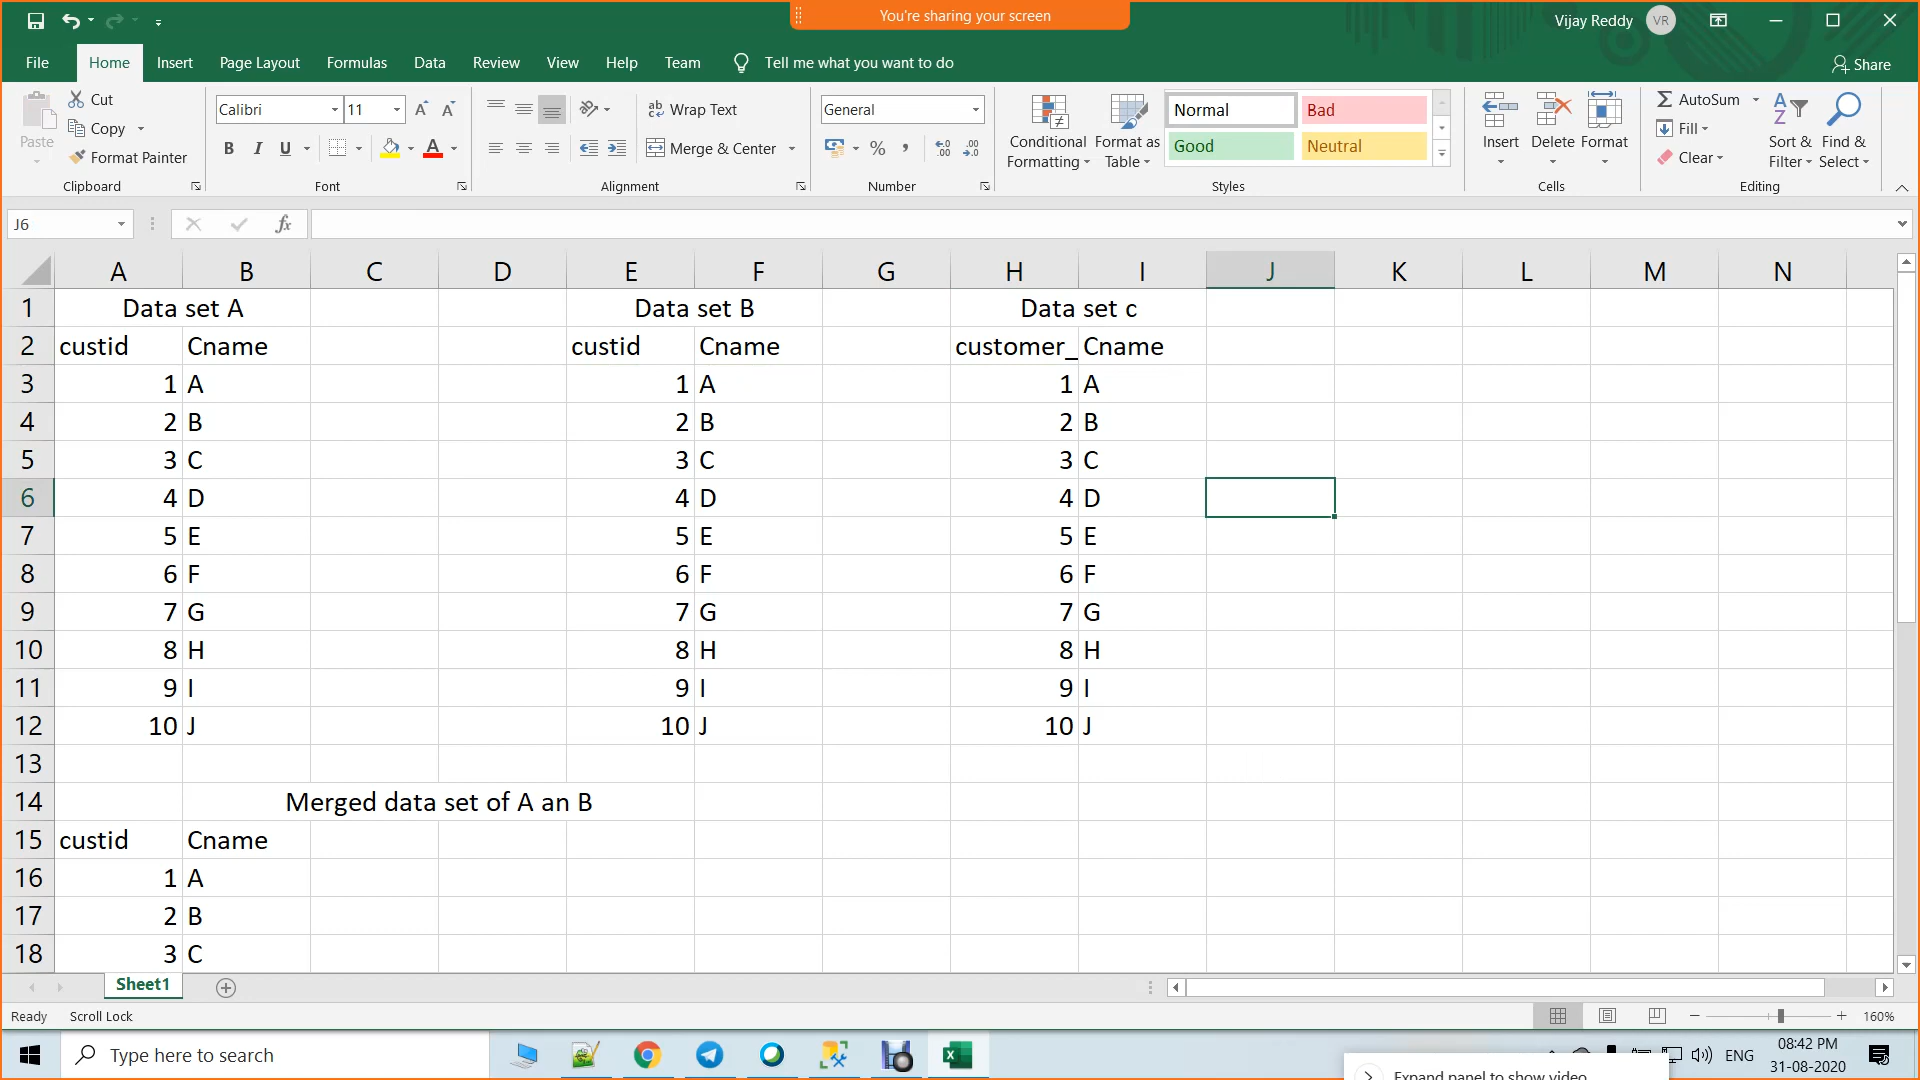 You're sharing your screen
Vijay Reddy VR
File Home Insert Page Layout Formulas Data Review View Help Team Tell me what you want to do Share
Paste
Cut
Copy
Format Painter
Clipboard
Calibri 11
B I U
Font
Wrap Text
Merge & Center
Alignment
General
Number
Conditional Formatting
Format as Table
Normal Bad
Good Neutral
Styles
Insert Delete Format
Cells
AutoSum
Fill
Clear
Sort & Filter
Find & Select
Editing
J6 fx
A B C D E F G H I J K L M N
1 Data set A Data set B Data set c
2 custid Cname custid Cname customer_ Cname
3 1 A 1 A 1 A
4 2 B 2 B 2 B
5 3 C 3 C 3 C
6 4 D 4 D 4 D
7 5 E 5 E 5 E
8 6 F 6 F 6 F
9 7 G 7 G 7 G
10 8 H 8 H 8 H
11 9 I 9 I 9 I
12 10 J 10 J 10 J
13
14 Merged data set of A an B
15 custid Cname
16 1 A
17 2 B
18 3 C
Sheet1
Ready Scroll Lock 160%
Type here to search
ENG
08:42 PM
31-08-2020
Expand panel to show video